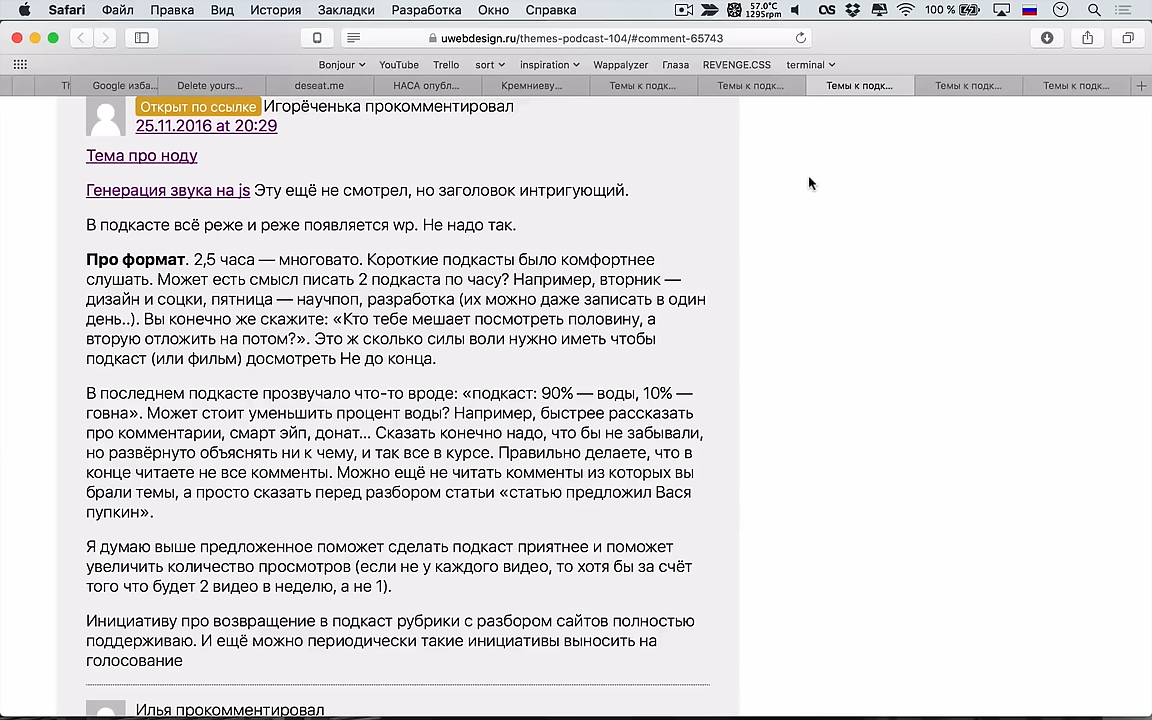 Safari Файл Правка Вид История Закладки Разработка Окно Справка 57.0°C 1295rpm 100 %
uwebdesign.ru/themes-podcast-104/#comment-65743
Bonjour YouTube Trello sort inspiration Wappalyzer Глаза REVENGE.CSS terminal
Google изба... Delete yours... deseat.me НАСА опубл... Кремниеву... Темы к подк... Темы к подк... Темы к подк... Темы к подк... Темы к подк...
Открыт по ссылке Игорёченька прокомментировал
25.11.2016 at 20:29
Тема про ноду
Генерация звука на js Эту ещё не смотрел, но заголовок интригующий.
В подкасте всё реже и реже появляется wp. Не надо так.
Про формат. 2,5 часа — многовато. Короткие подкасты было комфортнее
слушать. Может есть смысл писать 2 подкаста по часу? Например, вторник —
дизайн и соцки, пятница — научпоп, разработка (их можно даже записать в один
день..). Вы конечно же скажите: «Кто тебе мешает посмотреть половину, а
вторую отложить на потом?». Это ж сколько силы воли нужно иметь чтобы
подкаст (или фильм) досмотреть Не до конца.
В последнем подкасте прозвучало что-то вроде: «подкаст: 90% — воды, 10% —
говна». Может стоит уменьшить процент воды? Например, быстрее рассказать
про комментарии, смарт эйп, донат... Сказать конечно надо, что бы не забывали,
но развёрнуто объяснять ни к чему, и так все в курсе. Правильно делаете, что в
конце читаете не все комменты. Можно ещё не читать комменты из которых вы
брали темы, а просто сказать перед разбором статьи «статью предложил Вася
пупкин».
Я думаю выше предложенное поможет сделать подкаст приятнее и поможет
увеличить количество просмотров (если не у каждого видео, то хотя бы за счёт
того что будет 2 видео в неделю, а не 1).
Инициативу про возвращение в подкаст рубрики с разбором сайтов полностью
поддерживаю. И ещё можно периодически такие инициативы выносить на
голосование
Илья прокомментировал